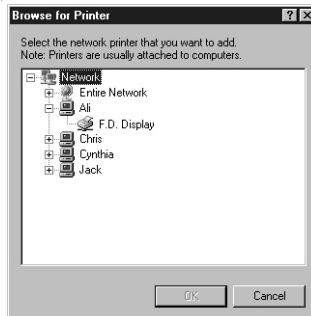 Browse for Printer
Select the network printer that you want to add.
Note: Printers are usually attached to computers.
Network
Entire Network
Ali
F.D. Display
Chris
Cynthia
Jack
OK
Cancel